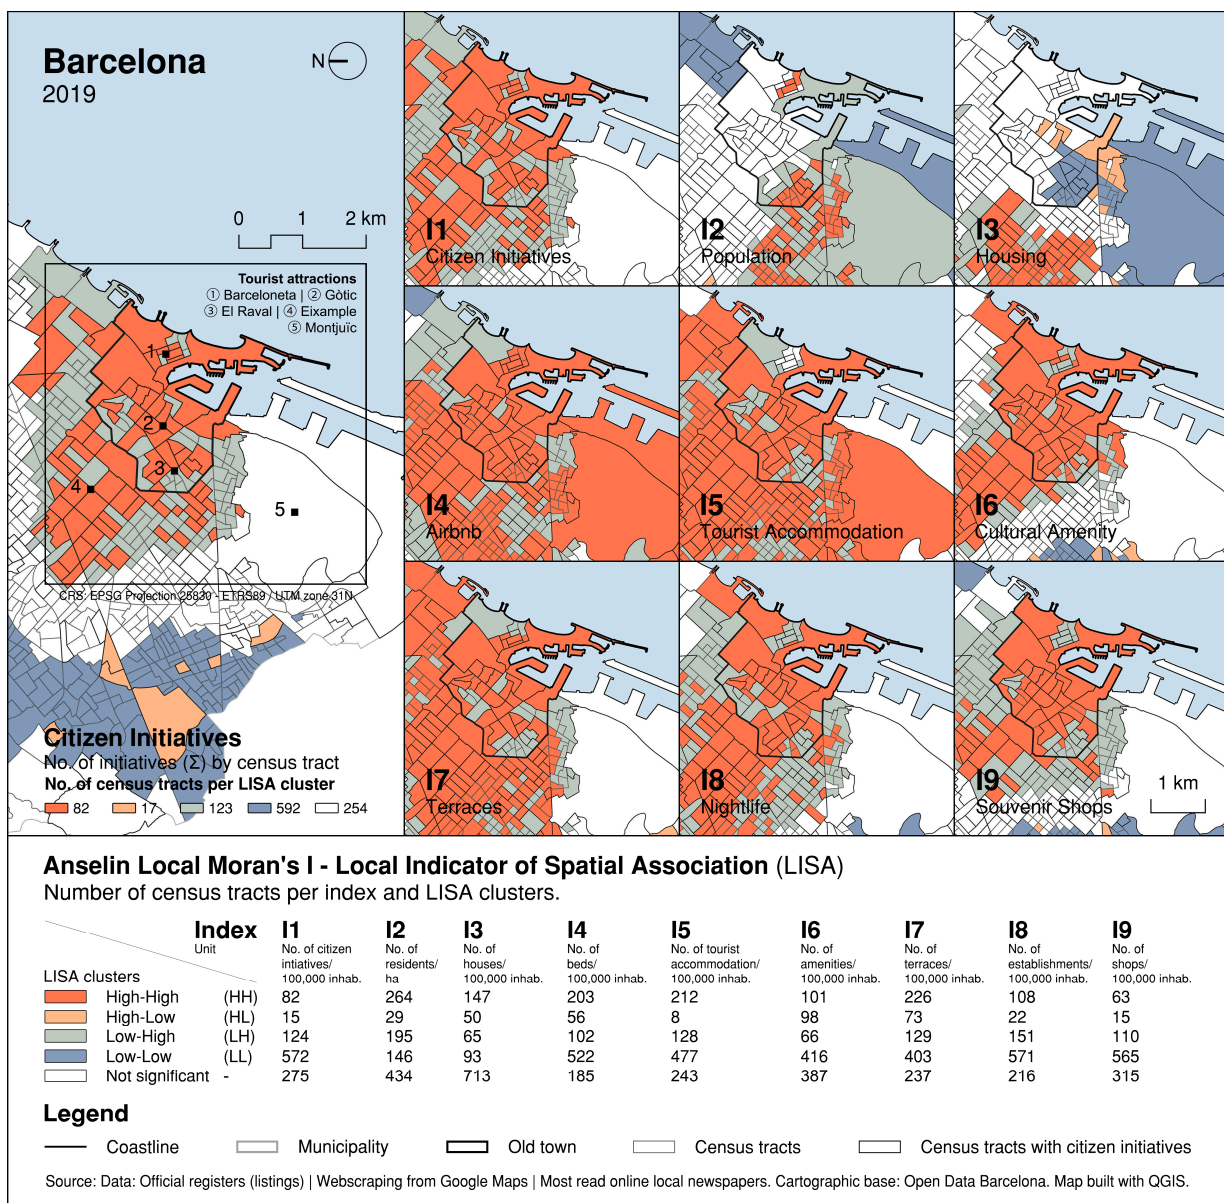 Barcelona
2019
N
0 1 2 km
Tourist attractions
① Barceloneta | ② Gòtic
③ El Raval | ④ Eixample
⑤ Montjuïc
1
2
3
4
5
CRS: EPSG Projection 25830 - ETRS89 / UTM zone 31N
Citizen Initiatives
No. of initiatives (Σ) by census tract
No. of census tracts per LISA cluster
82 17 123 592 254
I1
Citizen Initiatives
I2
Population
I3
Housing
I4
Airbnb
I5
Tourist Accommodation
I6
Cultural Amenity
I7
Terraces
I8
Nightlife
I9
Souvenir Shops
1 km
Anselin Local Moran's I - Local Indicator of Spatial Association (LISA)
Number of census tracts per index and LISA clusters.
Index I1 I2 I3 I4 I5 I6 I7 I8 I9
Unit No. of citizen No. of No. of No. of No. of tourist No. of No. of No. of No. of
intiatives/ residents/ houses/ beds/ accommodation/ amenities/ terraces/ establishments/ shops/
LISA clusters 100,000 inhab. ha 100,000 inhab. 100,000 inhab. 100,000 inhab. 100,000 inhab. 100,000 inhab. 100,000 inhab. 100,000 inhab.
High-High (HH) 82 264 147 203 212 101 226 108 63
High-Low (HL) 15 29 50 56 8 98 73 22 15
Low-High (LH) 124 195 65 102 128 66 129 151 110
Low-Low (LL) 572 146 93 522 477 416 403 571 565
Not significant - 275 434 713 185 243 387 237 216 315
Legend
Coastline Municipality Old town Census tracts Census tracts with citizen initiatives
Source: Data: Official registers (listings) | Webscraping from Google Maps | Most read online local newspapers. Cartographic base: Open Data Barcelona. Map built with QGIS.